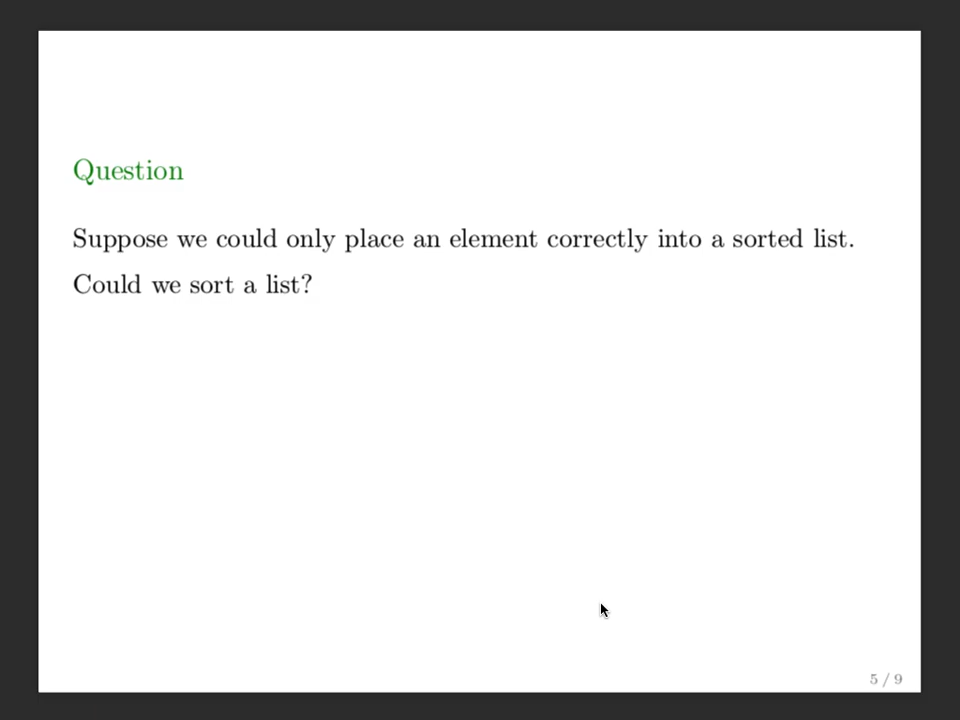 Question
Suppose we could only place an element correctly into a sorted list.
Could we sort a list?
5 / 9